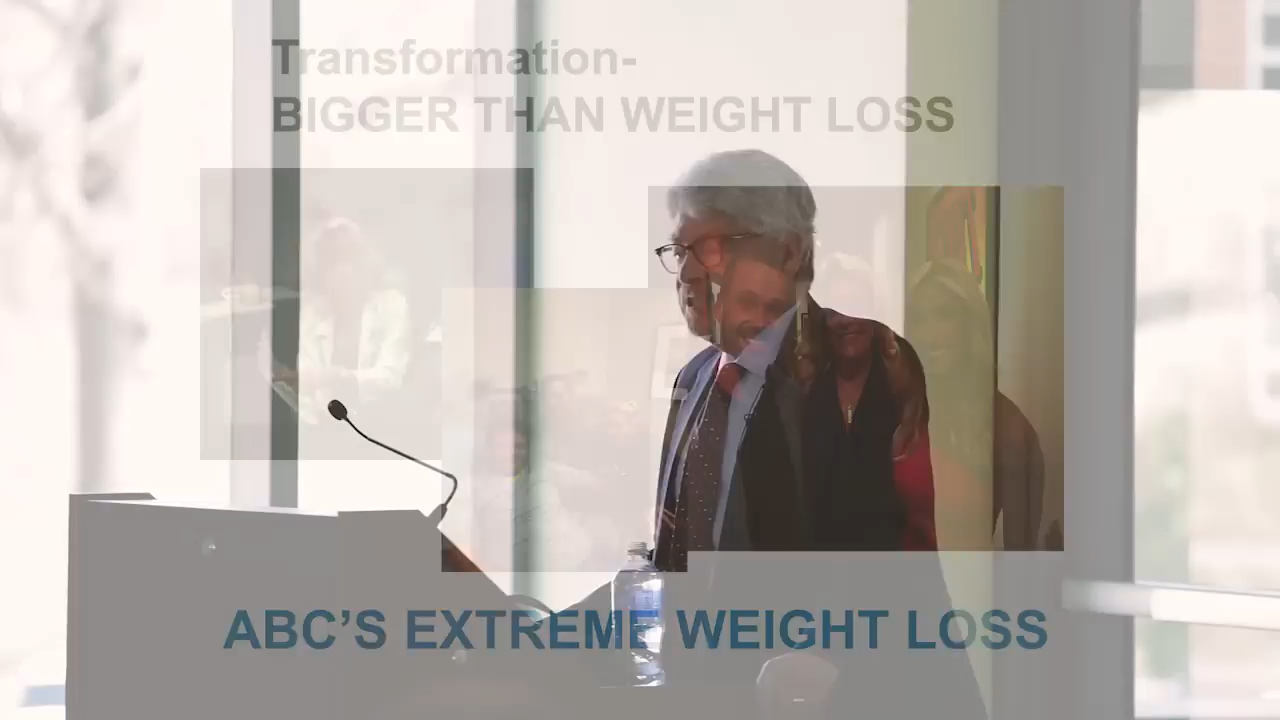 Transformation-
BIGGER THAN WEIGHT LOSS
ABC’S EXTREME WEIGHT LOSS